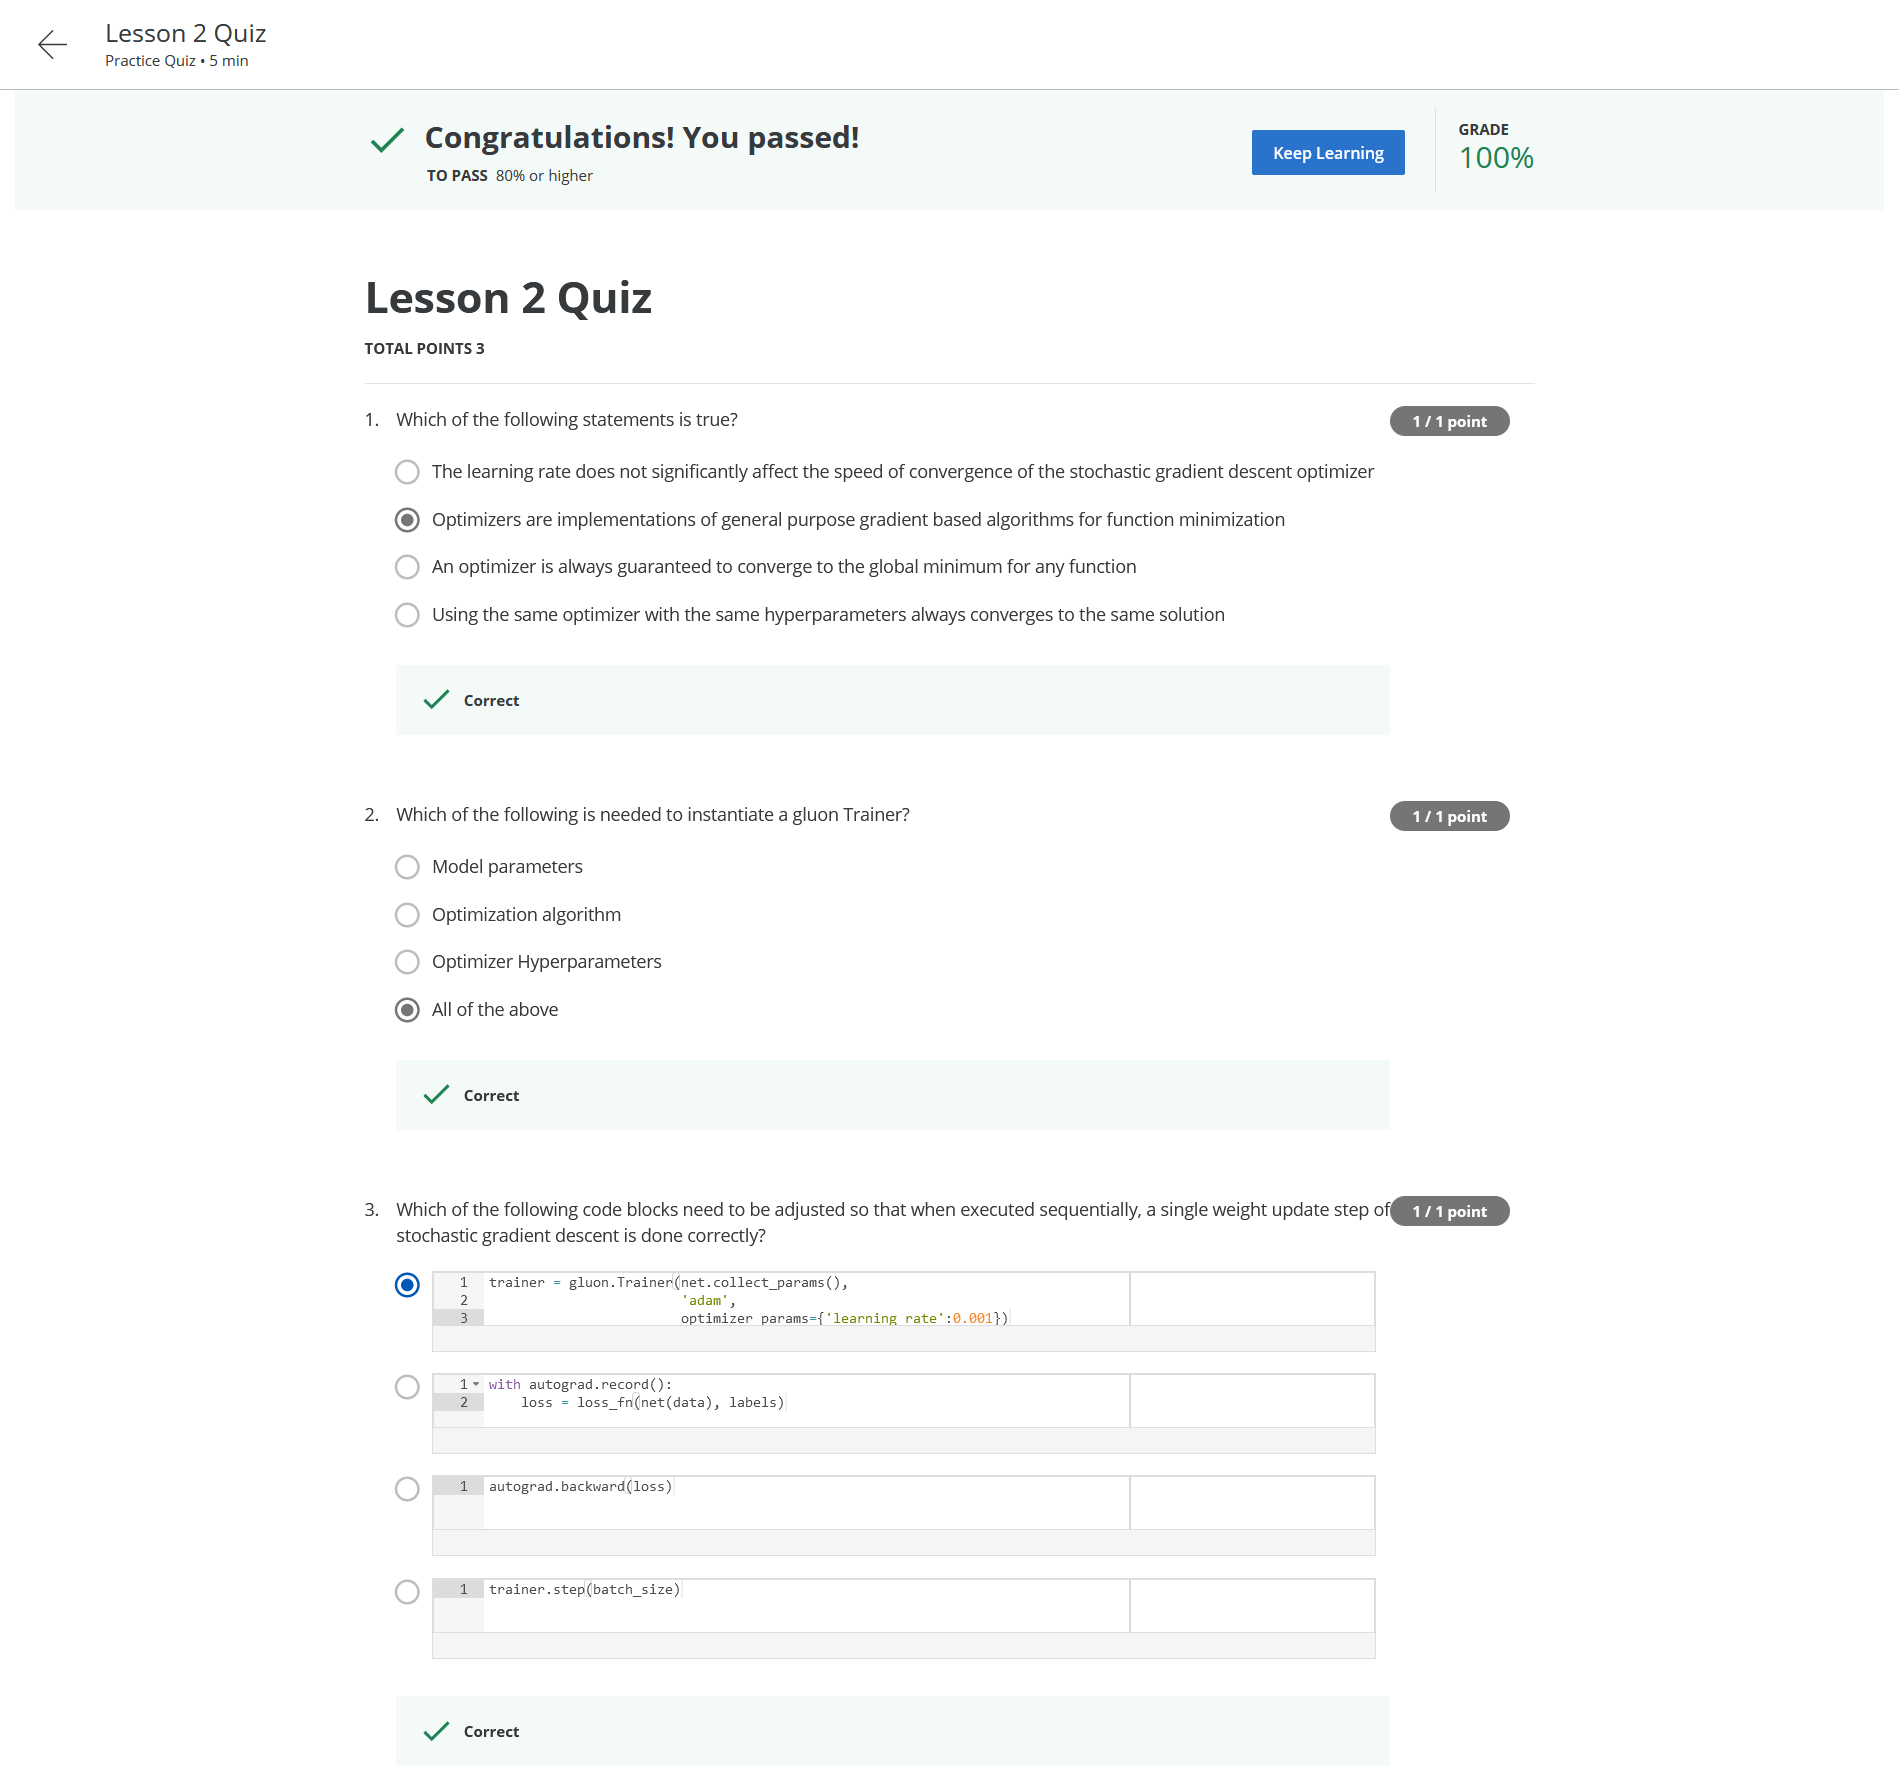 Lesson 2 Quiz
Practice Quiz • 5 min
Congratulations! You passed!
TO PASS 80% or higher
Keep Learning
GRADE
100%
Lesson 2 Quiz
TOTAL POINTS 3
1. Which of the following statements is true?
1 / 1 point
The learning rate does not significantly affect the speed of convergence of the stochastic gradient descent optimizer
Optimizers are implementations of general purpose gradient based algorithms for function minimization
An optimizer is always guaranteed to converge to the global minimum for any function
Using the same optimizer with the same hyperparameters always converges to the same solution
Correct
2. Which of the following is needed to instantiate a gluon Trainer?
1 / 1 point
Model parameters
Optimization algorithm
Optimizer Hyperparameters
All of the above
Correct
3. Which of the following code blocks need to be adjusted so that when executed sequentially, a single weight update step of
1 / 1 point
stochastic gradient descent is done correctly?
1 trainer = gluon.Trainer(net.collect_params(),
2 'adam',
3 optimizer_params={'learning_rate':0.001})
1 with autograd.record():
2 loss = loss_fn(net(data), labels)
1 autograd.backward(loss)
1 trainer.step(batch_size)
Correct